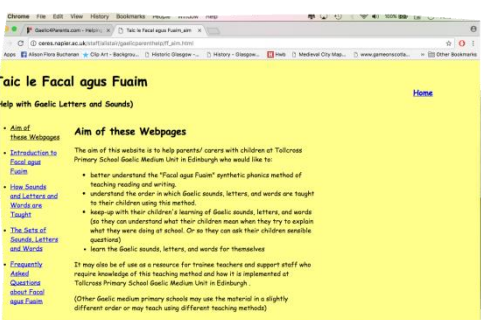 Chrome File Edit View History Bookmarks People Window Help
Taic le Facal agus Fuaim - aim
ceres.napier.ac.uk/staff/alistair/gaelicparenthelp/ff_aim.html
Apps Alison Flora Buchanan Clip Art - Backgrou... Historic Glasgow -... History - Glasgow... Medieval City Map... www.gameonscotla... Other Bookmarks
Taic le Facal agus Fuaim
Home
Help with Gaelic Letters and Sounds)
Aim of these Webpages
Introduction to Facal agus Fuaim
How Sounds and Letters and Words are Taught
The Sets of Sounds, Letters and Words
Frequently Asked Questions about Facal agus Fuaim
Aim of these Webpages
The aim of this website is to help parents/ carers with children at Tollcross
Primary School Gaelic Medium Unit in Edinburgh who would like to:
better understand the "Facal agus Fuaim" synthetic phonics method of
teaching reading and writing.
understand the order in which Gaelic sounds, letters, and words are taught
to their children using this method.
keep-up with their children's learning of Gaelic sounds, letters, and words
(so they can understand what their children mean when they try to explain
what they were doing at school. Or so they can ask their children sensible
questions)
learn the Gaelic sounds, letters, and words for themselves
It may also be of use as a resource for trainee teachers and support staff who
require knowledge of this teaching method and how it is implemented at
Tollcross Primary School Gaelic Medium Unit in Edinburgh .
(Other Gaelic medium primary schools may use the material in a slightly
different order or may teach using different teaching methods)